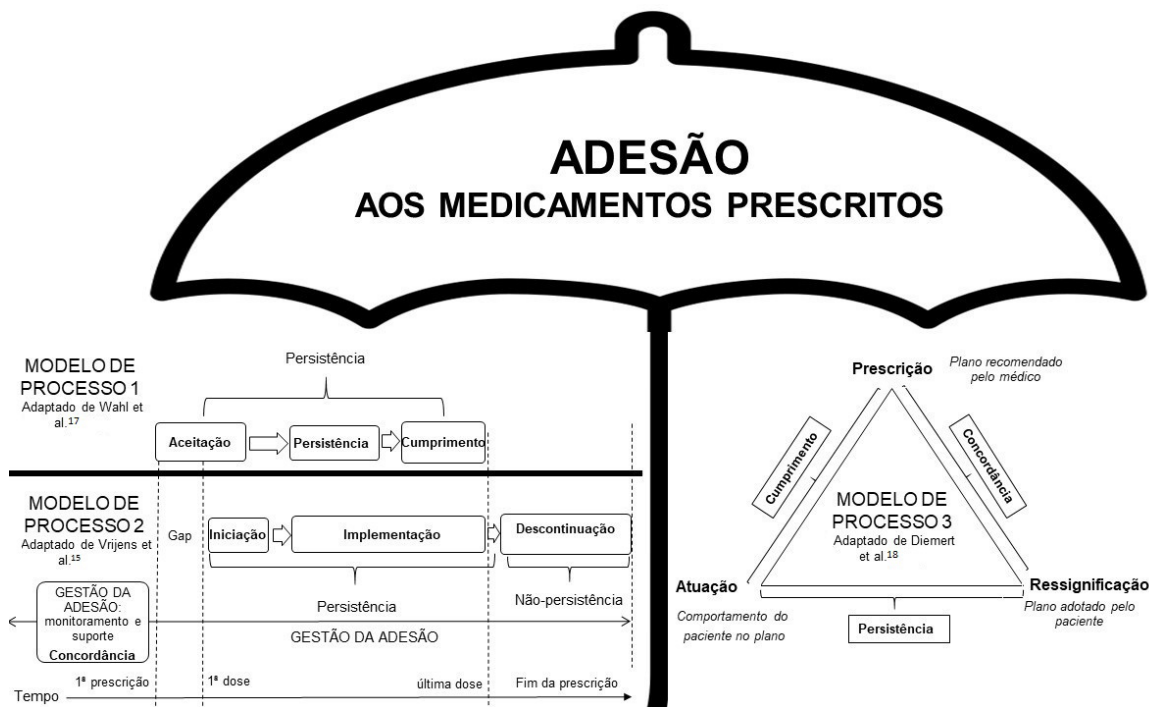 ADESÃO
AOS MEDICAMENTOS PRESCRITOS
MODELO DE
PROCESSO 1
Adaptado de Wahl et
al.¹⁷
Persistência
Aceitação
Persistência
Cumprimento
MODELO DE
PROCESSO 2
Adaptado de Vrijens et
al.¹⁵
Gap
Iniciação
Implementação
Descontinuação
Persistência
Não-persistência
GESTÃO DA
ADESÃO:
monitoramento e
suporte
Concordância
GESTÃO DA ADESÃO
Tempo
1ª prescrição
1ª dose
última dose
Fim da prescrição
Prescrição
Plano recomendado
pelo médico
Cumprimento
Concordância
MODELO DE
PROCESSO 3
Adaptado de Diemert
et al.¹⁸
Atuação
Comportamento do
paciente no plano
Persistência
Ressignificação
Plano adotado pelo
paciente